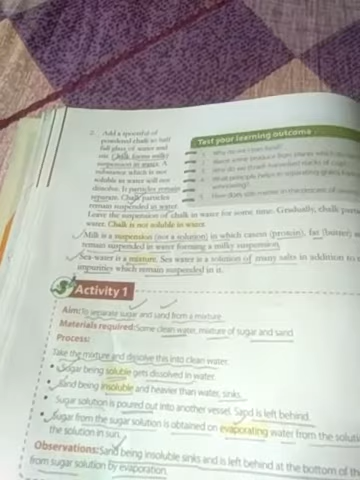 2. Add a spoonful of
powdered chalk to half
full glass of water and
stir. Chalk forms milky
suspension in water. A
substance which is not
soluble in water will not
dissolve. Its particles remain
separate. Chalk particles
remain suspended in water.
Test your learning outcome
Leave the suspension of chalk in water for some time. Gradually, chalk
water. Chalk is not soluble in water.
Milk is a suspension (not a solution) in which casein (protein), fat (butter)
remain suspended in water forming a milky suspension.
Sea-water is a mixture. Sea water is a solution of many salts in addition to
impurities which remain suspended in it.
Activity 1
Aim: To separate sugar and sand from a mixture.
Materials required: Some clean water, mixture of sugar and sand
Process:
Take the mixture and dissolve this into clean water.
• Sugar being soluble gets dissolved in water.
• Sand being insoluble and heavier than water, sinks.
• Sugar solution is poured out into another vessel. Sand is left behind.
• Sugar from the sugar solution is obtained on evaporating water from the
the solution in sun.
Observations: Sand being insoluble sinks and is left behind at the bottom of
from sugar solution by evaporation.